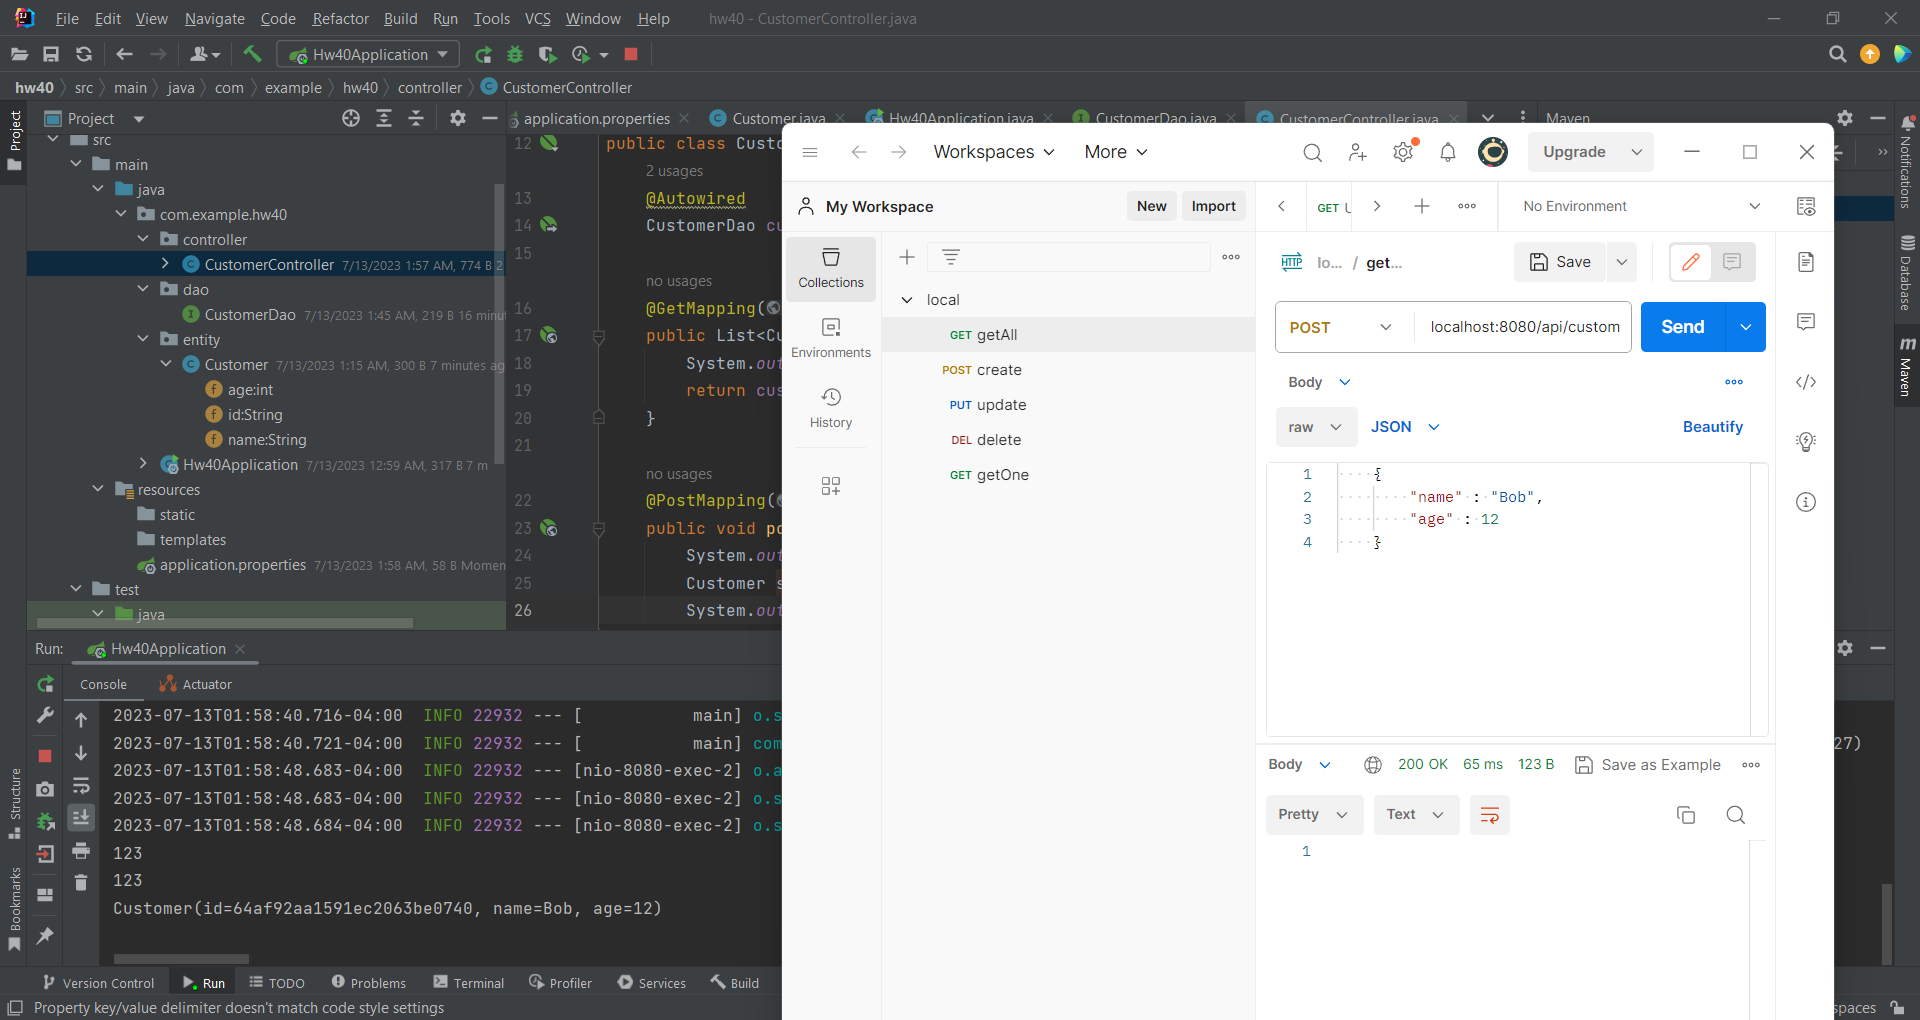 File Edit View Navigate Code Refactor Build Run Tools VCS Window Help hw40 - CustomerController.java
Hw40Application
hw40 src main java com example hw40 controller CustomerController
Project
application.properties Customer.java Hw40Application.java CustomerDao.java CustomerController.java Maven
src
main
java
com.example.hw40
controller
CustomerController 7/13/2023 1:57 AM, 774 B 2
dao
CustomerDao 7/13/2023 1:45 AM, 219 B 16 minut
entity
Customer 7/13/2023 1:15 AM, 300 B 7 minutes ag
age:int
id:String
name:String
Hw40Application 7/13/2023 12:59 AM, 317 B 7 m
resources
static
templates
application.properties 7/13/2023 1:58 AM, 58 B Momen
test
java
12 public class Custo
2 usages
13 @Autowired
14 CustomerDao cu
15
no usages
16 @GetMapping(
17 public List<Cu
18 System.out
19 return cus
20 }
21
no usages
22 @PostMapping(
23 public void po
24 System.out
25 Customer s
26 System.out
Run: Hw40Application
Console Actuator
2023-07-13T01:58:40.716-04:00 INFO 22932 --- [ main] o.s
2023-07-13T01:58:40.721-04:00 INFO 22932 --- [ main] com
2023-07-13T01:58:48.683-04:00 INFO 22932 --- [nio-8080-exec-2] o.a
2023-07-13T01:58:48.683-04:00 INFO 22932 --- [nio-8080-exec-2] o.s
2023-07-13T01:58:48.684-04:00 INFO 22932 --- [nio-8080-exec-2] o.s
123
123
Customer(id=64af92aa1591ec2063be0740, name=Bob, age=12)
27)
Version Control Run TODO Problems Terminal Profiler Services Build
Property key/value delimiter doesn't match code style settings
spaces
Project
Structure
Bookmarks
Notifications
Database
Maven
Workspaces More Upgrade
My Workspace New Import
Collections
Environments
History
local
GET getAll
POST create
PUT update
DEL delete
GET getOne
GET U No Environment
HTTP lo... / get... Save
POST localhost:8080/api/custom Send
Body
raw JSON Beautify
1 {
2 "name" : "Bob",
3 "age" : 12
4 }
Body 200 OK 65 ms 123 B Save as Example
Pretty Text
1